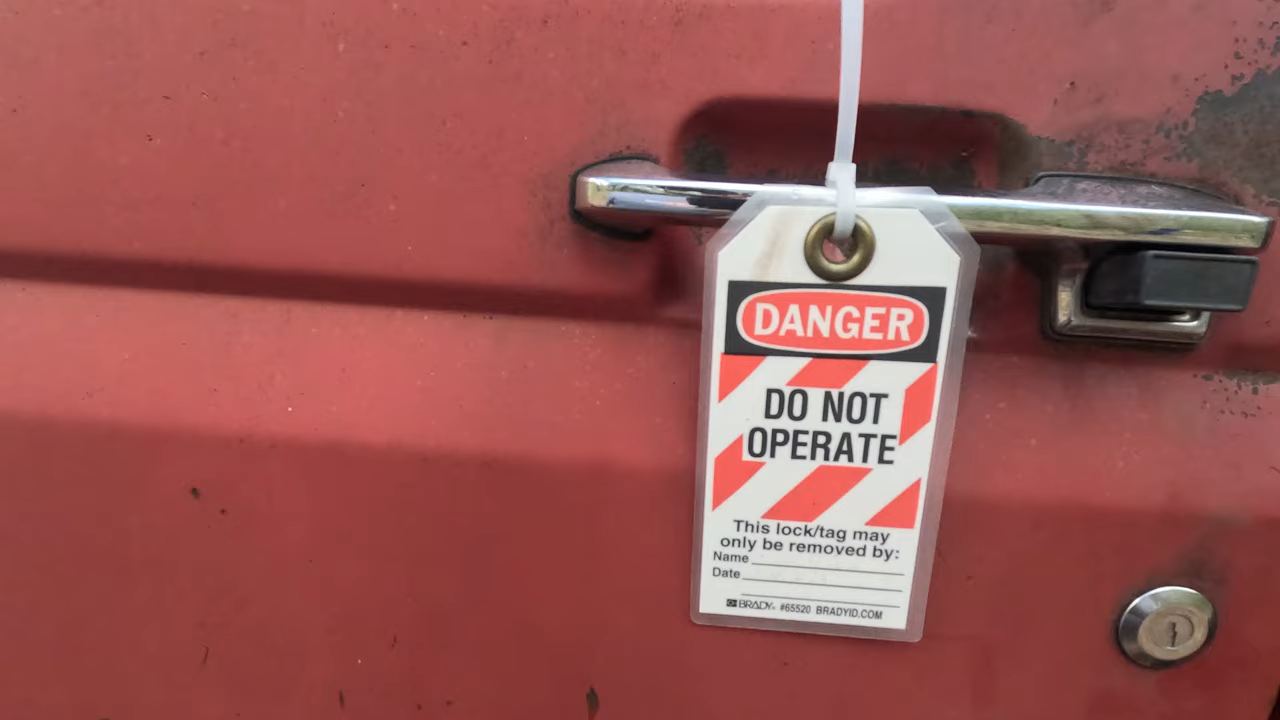 DANGER
DO NOT
OPERATE
This lock/tag may
only be removed by:
Name
Date
BRADY #65520 BRADYID.COM